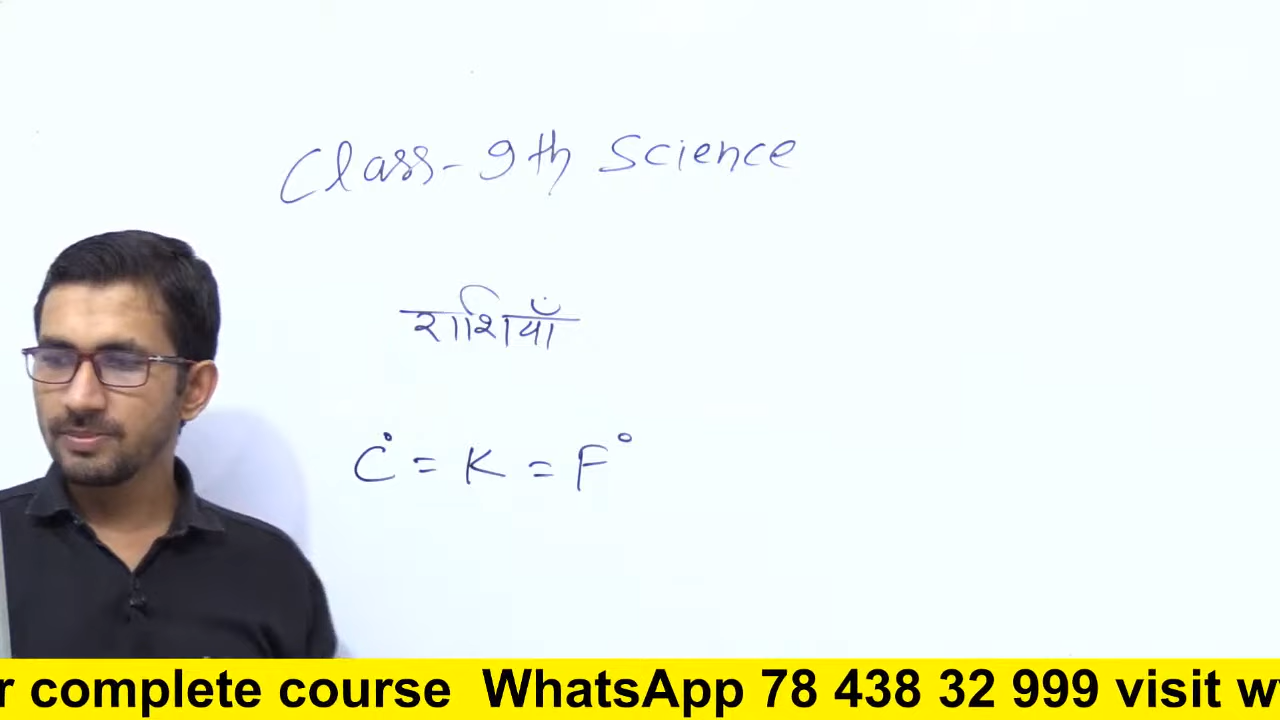 Class-9th Science
राशियाँ
C° = K = F°
r complete course WhatsApp 78 438 32 999 visit w